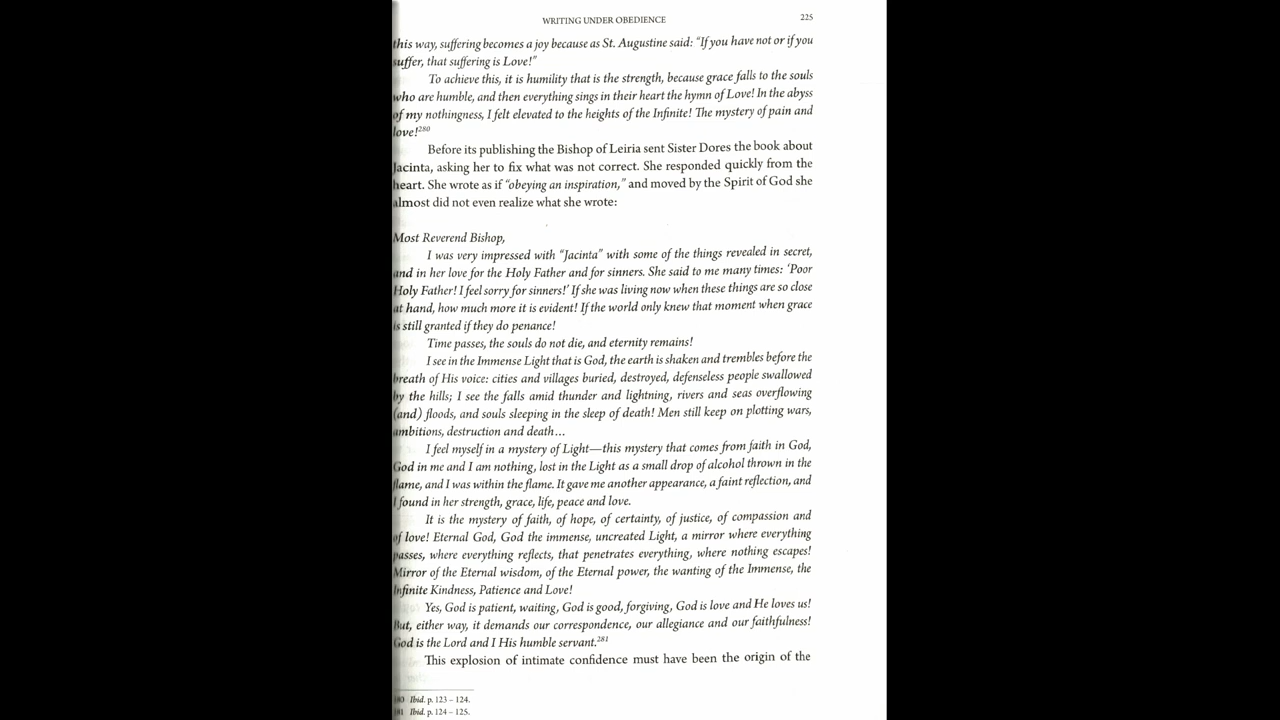 WRITING UNDER OBEDIENCE 225
this way, suffering becomes a joy because as St. Augustine said: “If you have not or if you
suffer, that suffering is Love!”
To achieve this, it is humility that is the strength, because grace falls to the souls
who are humble, and then everything sings in their heart the hymn of Love! In the abyss
of my nothingness, I felt elevated to the heights of the Infinite! The mystery of pain and
love!280
Before its publishing the Bishop of Leiria sent Sister Dores the book about
Jacinta, asking her to fix what was not correct. She responded quickly from the
heart. She wrote as if “obeying an inspiration,” and moved by the Spirit of God she
almost did not even realize what she wrote:
Most Reverend Bishop,
I was very impressed with “Jacinta” with some of the things revealed in secret,
and in her love for the Holy Father and for sinners. She said to me many times: ‘Poor
Holy Father! I feel sorry for sinners!’ If she was living now when these things are so close
at hand, how much more it is evident! If the world only knew that moment when grace
is still granted if they do penance!
Time passes, the souls do not die, and eternity remains!
I see in the Immense Light that is God, the earth is shaken and trembles before the
breath of His voice: cities and villages buried, destroyed, defenseless people swallowed
by the hills; I see the falls amid thunder and lightning, rivers and seas overflowing
(and) floods, and souls sleeping in the sleep of death! Men still keep on plotting wars,
ambitions, destruction and death…
I feel myself in a mystery of Light—this mystery that comes from faith in God,
God in me and I am nothing, lost in the Light as a small drop of alcohol thrown in the
flame, and I was within the flame. It gave me another appearance, a faint reflection, and
I found in her strength, grace, life, peace and love.
It is the mystery of faith, of hope, of certainty, of justice, of compassion and
of love! Eternal God, God the immense, uncreated Light, a mirror where everything
passes, where everything reflects, that penetrates everything, where nothing escapes!
Mirror of the Eternal wisdom, of the Eternal power, the wanting of the Immense, the
Infinite Kindness, Patience and Love!
Yes, God is patient, waiting, God is good, forgiving, God is love and He loves us!
But, either way, it demands our correspondence, our allegiance and our faithfulness!
God is the Lord and I His humble servant.281
This explosion of intimate confidence must have been the origin of the
280 Ibid. p. 123 – 124.
281 Ibid. p. 124 – 125.